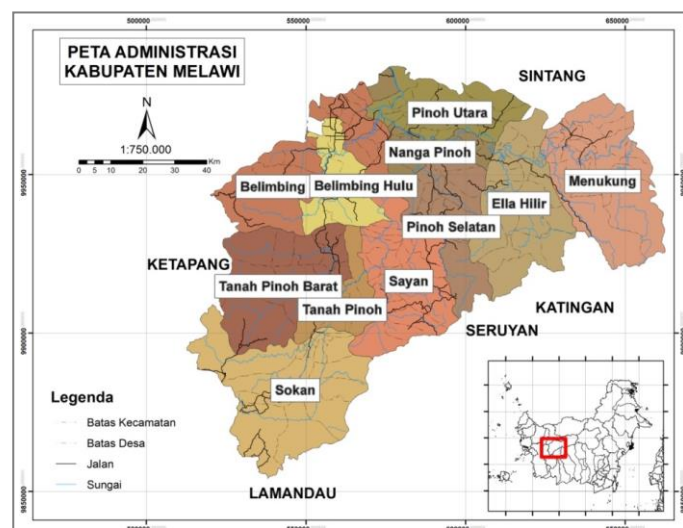 500000
550000
600000
650000
PETA ADMINISTRASI
KABUPATEN MELAWI
N
1:750.000
0 5 10 20 30 40
Km
SINTANG
Pinoh Utara
Nanga Pinoh
9950000
Belimbing
Belimbing Hulu
Menukung
Ella Hilir
Pinoh Selatan
KETAPANG
Sayan
Tanah Pinoh Barat
Tanah Pinoh
KATINGAN
SERUYAN
9900000
Sokan
Legenda
Batas Kecamatan
Batas Desa
Jalan
Sungai
LAMANDAU
9850000